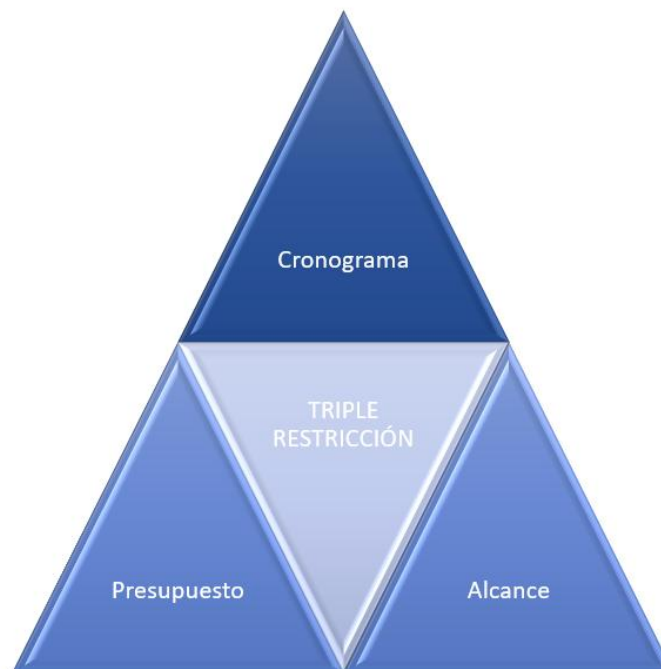 Cronograma
TRIPLE
RESTRICCIÓN
Presupuesto
Alcance